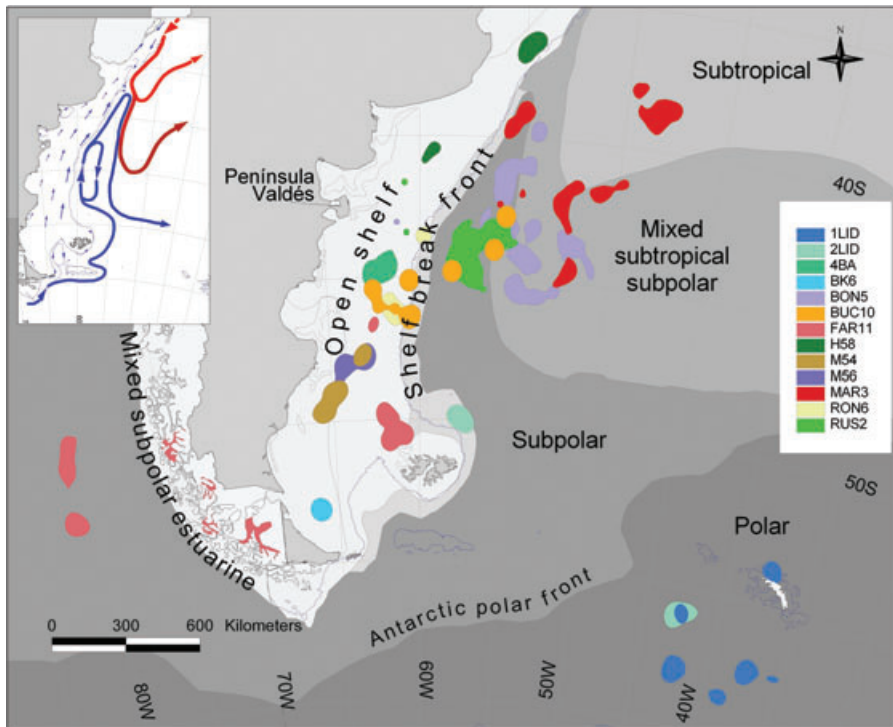 N
Subtropical
Península
Valdés
Open shelf
Shelf break front
40S
Mixed
subtropical
subpolar
1LID
2LID
4BA
BK6
BON5
BUC10
FAR11
H58
M54
M56
MAR3
RON6
RUS2
Mixed subpolar estuarine
Subpolar
50S
Polar
Antarctic polar front
0 300 600 Kilometers
80W
70W
60W
50W
40W